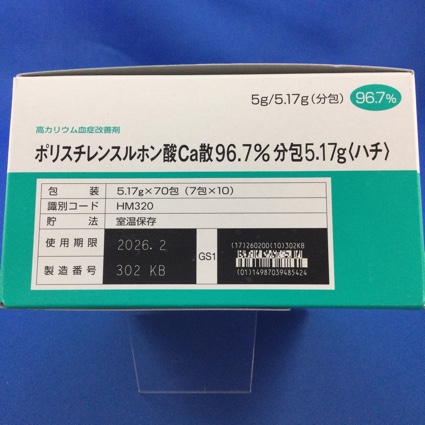 5g/5.17g(分包) 96.7%
高カリウム血症改善剤
ポリスチレンスルホン酸Ca散96.7%分包5.17g〈ハチ〉
包装 5.17g×70包(7包×10)
識別コード HM320
貯法 室温保存
使用期限 2026.2
製造番号 302 KB
GS1
(17)260200(10)302KB
(01)14987039485424